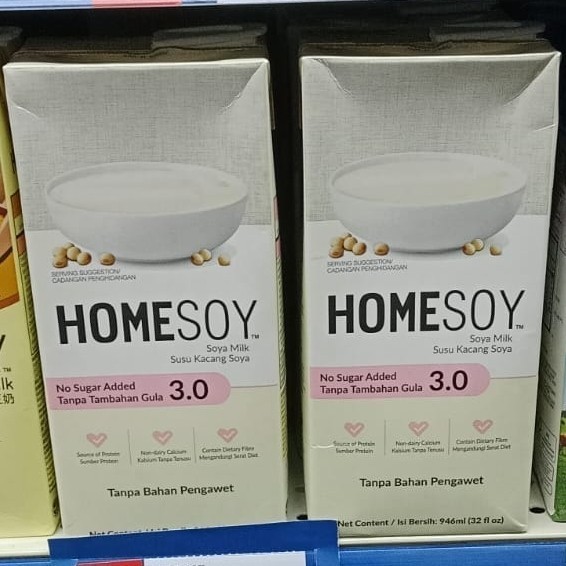 SERVING SUGGESTION/
CADANGAN PENGHIDANGAN
HOMESOY™
Soya Milk
Susu Kacang Soya
No Sugar Added
Tanpa Tambahan Gula 3.0
Source of Protein
Sumber Protein
Non-dairy Calcium
Kalsium Tanpa Tenusu
Contain Dietary Fibre
Mengandungi Serat Diet
Tanpa Bahan Pengawet
Net Content
SERVING SUGGESTION/
CADANGAN PENGHIDANGAN
HOMESOY™
Soya Milk
Susu Kacang Soya
No Sugar Added
Tanpa Tambahan Gula 3.0
Source of Protein
Sumber Protein
Non-dairy Calcium
Kalsium Tanpa Tenusu
Contain Dietary Fibre
Mengandungi Serat Diet
Tanpa Bahan Pengawet
Net Content / Isi Bersih: 946ml (32 fl oz)